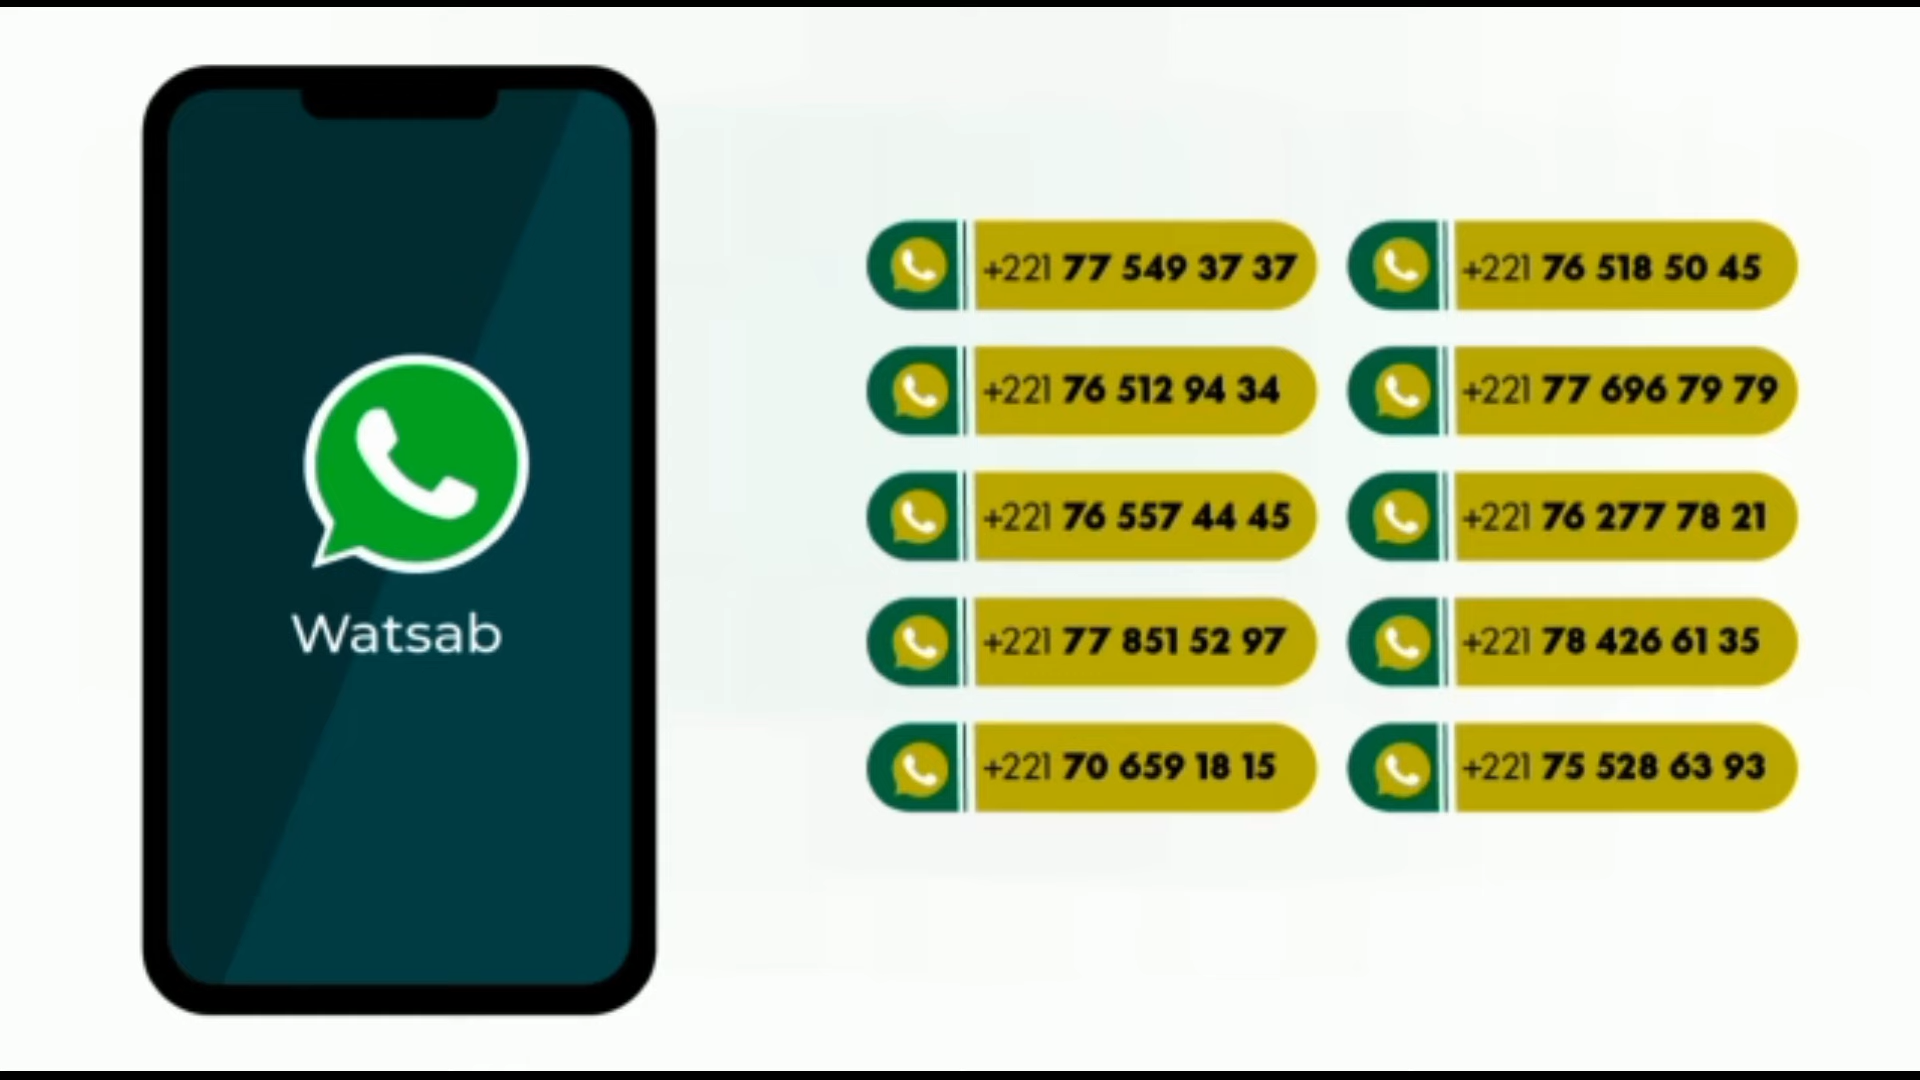 Watsab
+221 77 549 37 37
+221 76 518 50 45
+221 76 512 94 34
+221 77 696 79 79
+221 76 557 44 45
+221 76 277 78 21
+221 77 851 52 97
+221 78 426 61 35
+221 70 659 18 15
+221 75 528 63 93